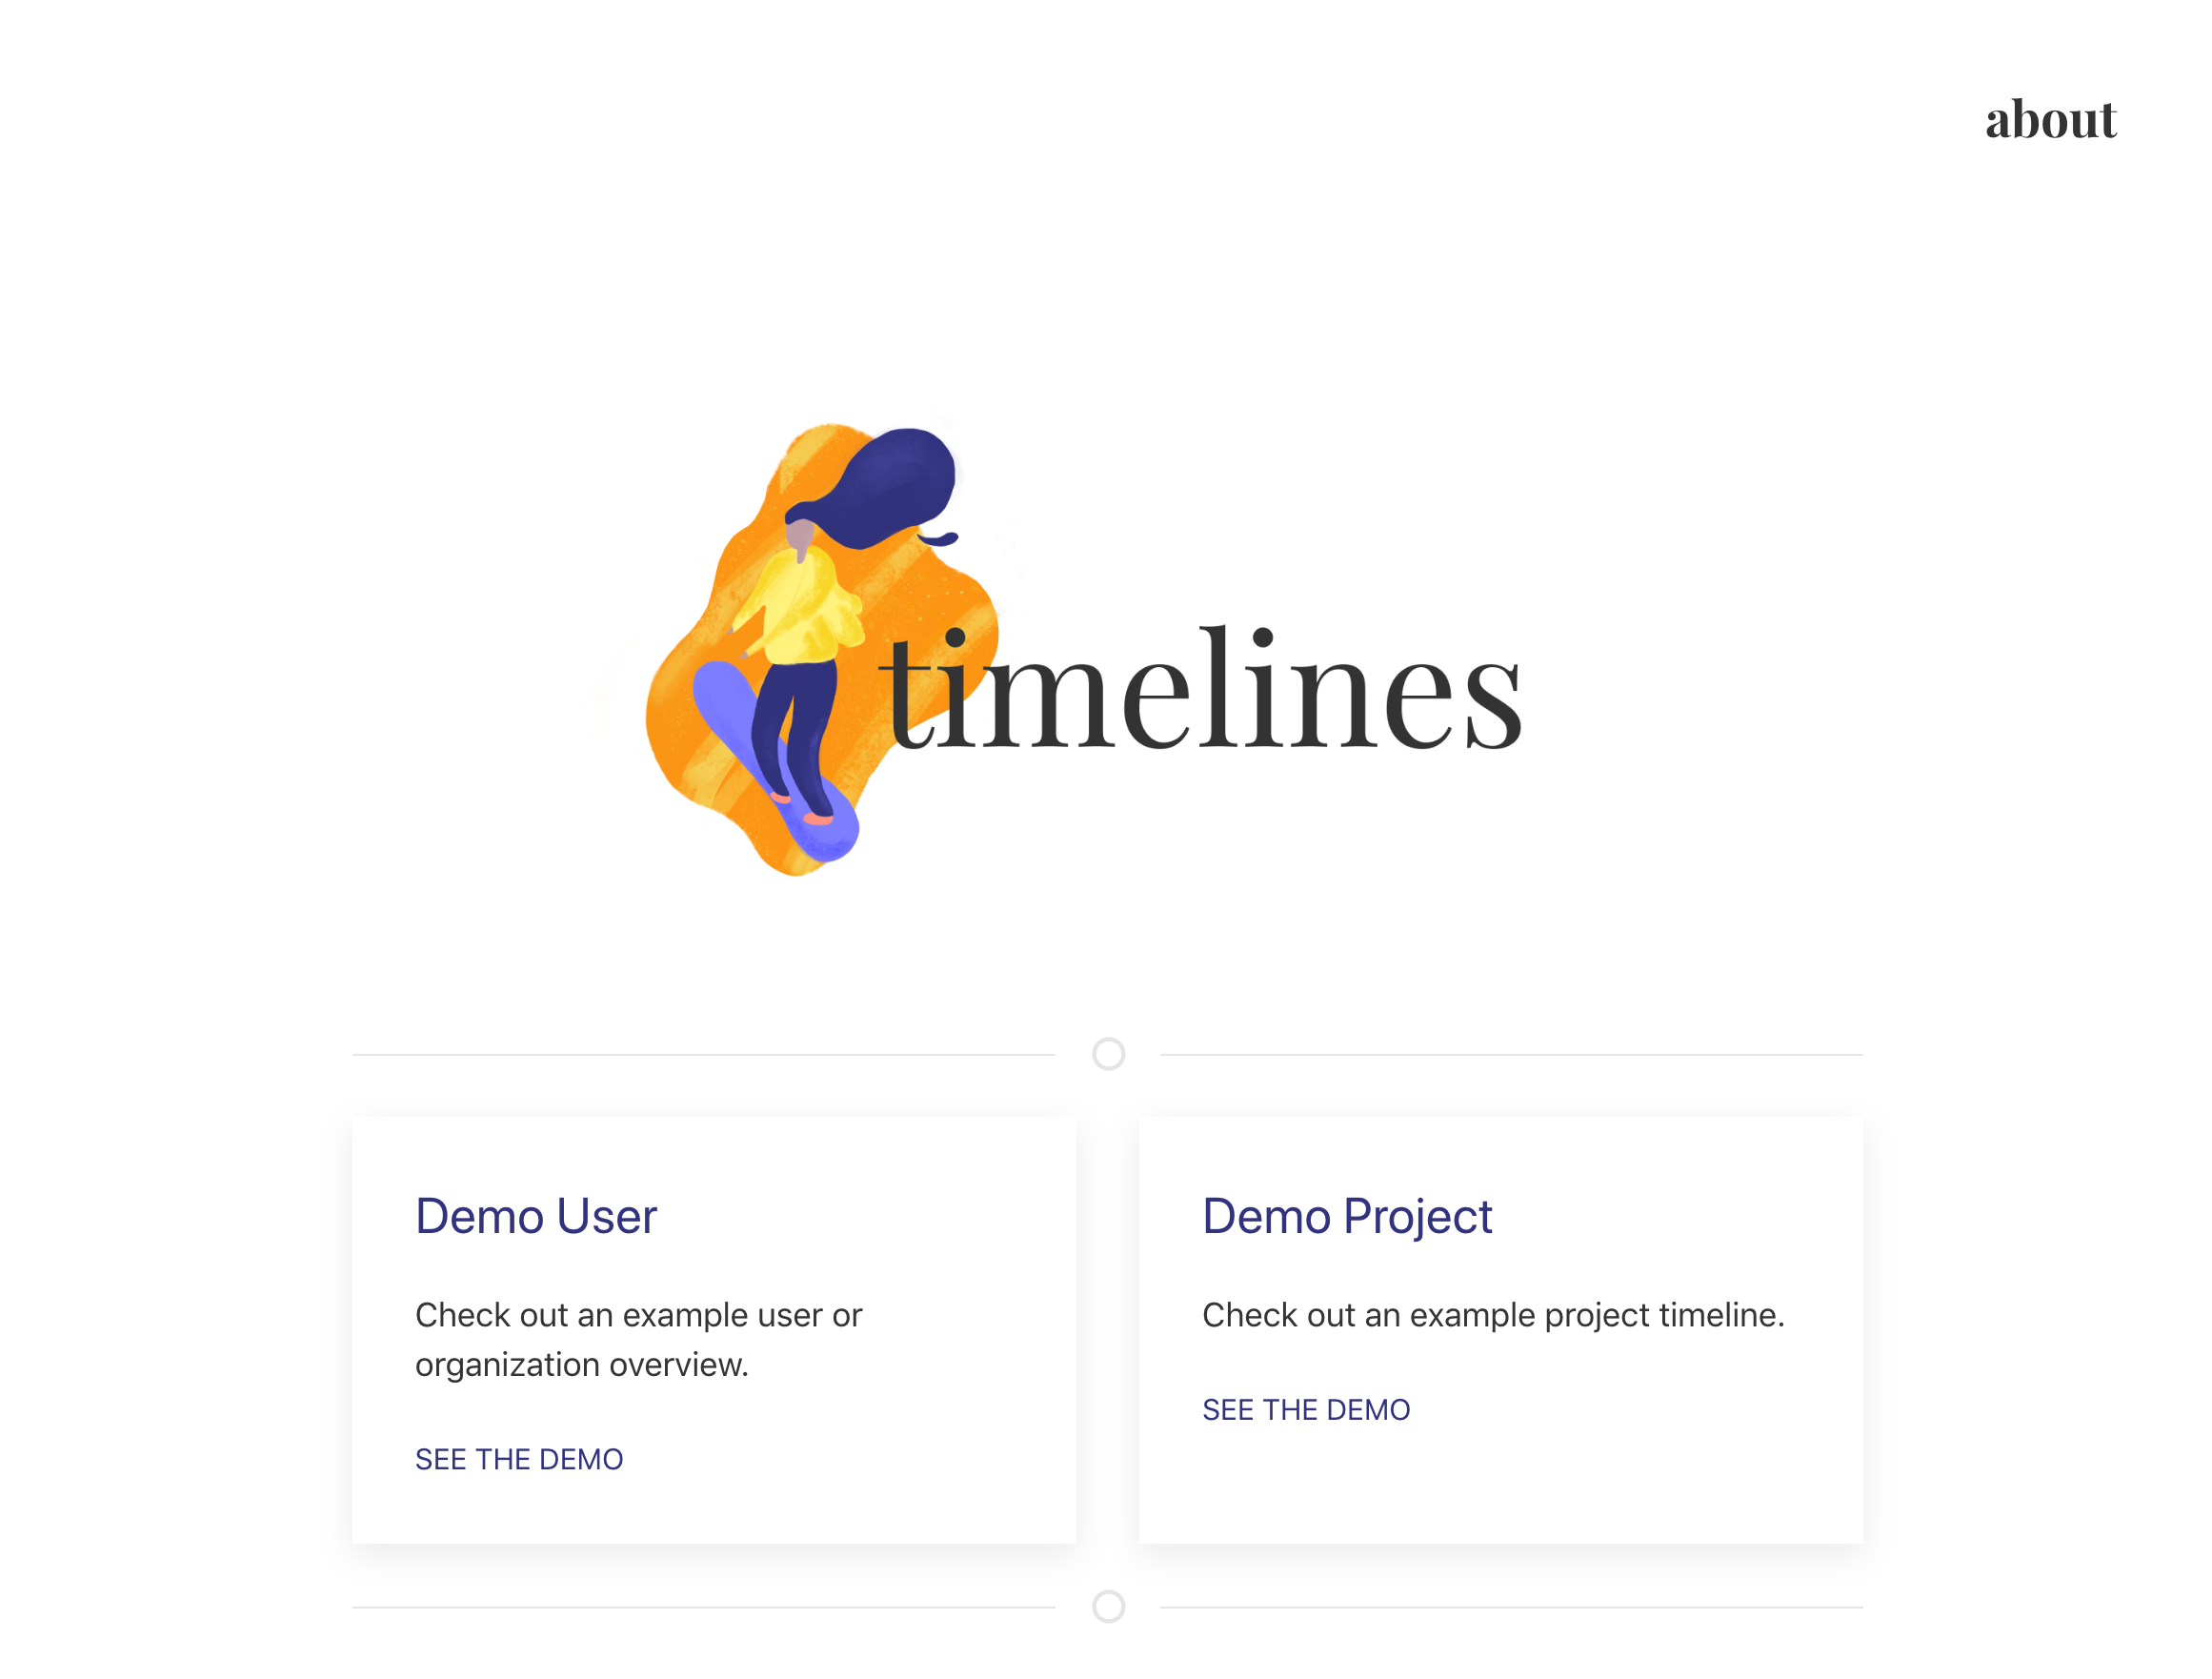 about
timelines
Demo User
Check out an example user or
organization overview.
SEE THE DEMO
Demo Project
Check out an example project timeline.
SEE THE DEMO